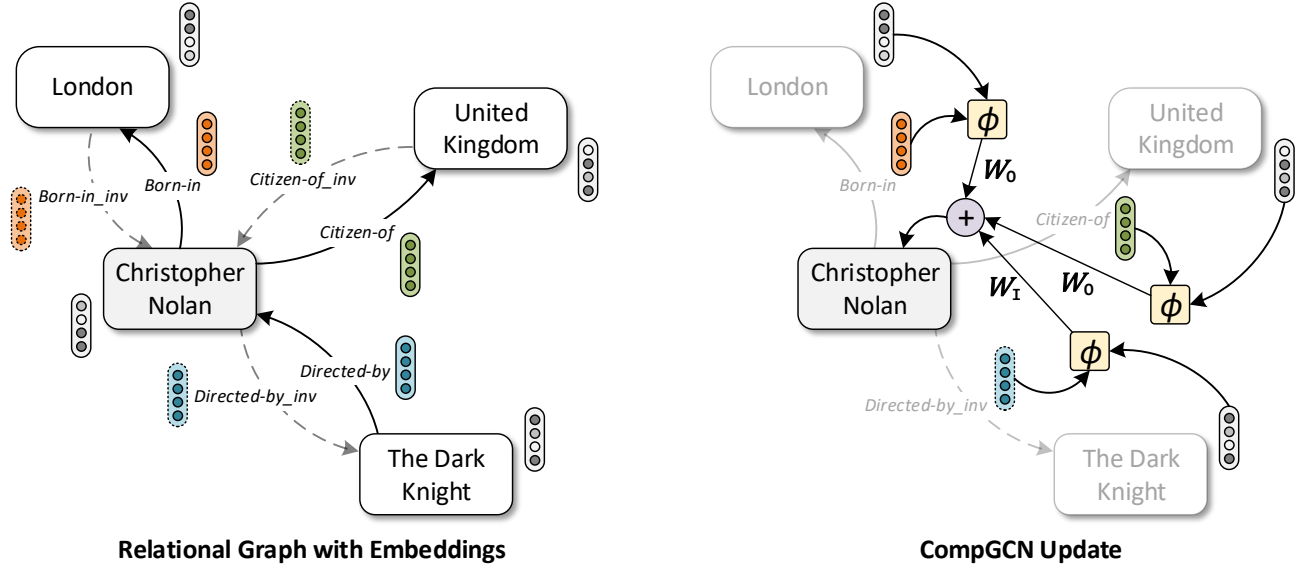 London
United
Kingdom
Born-in
Born-in_inv
Citizen-of_inv
Citizen-of
Christopher
Nolan
Directed-by
Directed-by_inv
The Dark
Knight
Relational Graph with Embeddings
London
United
Kingdom
ϕ
Born-in
W₀
+
Citizen-of
Christopher
Nolan
W_I
W₀
ϕ
ϕ
Directed-by_inv
The Dark
Knight
CompGCN Update